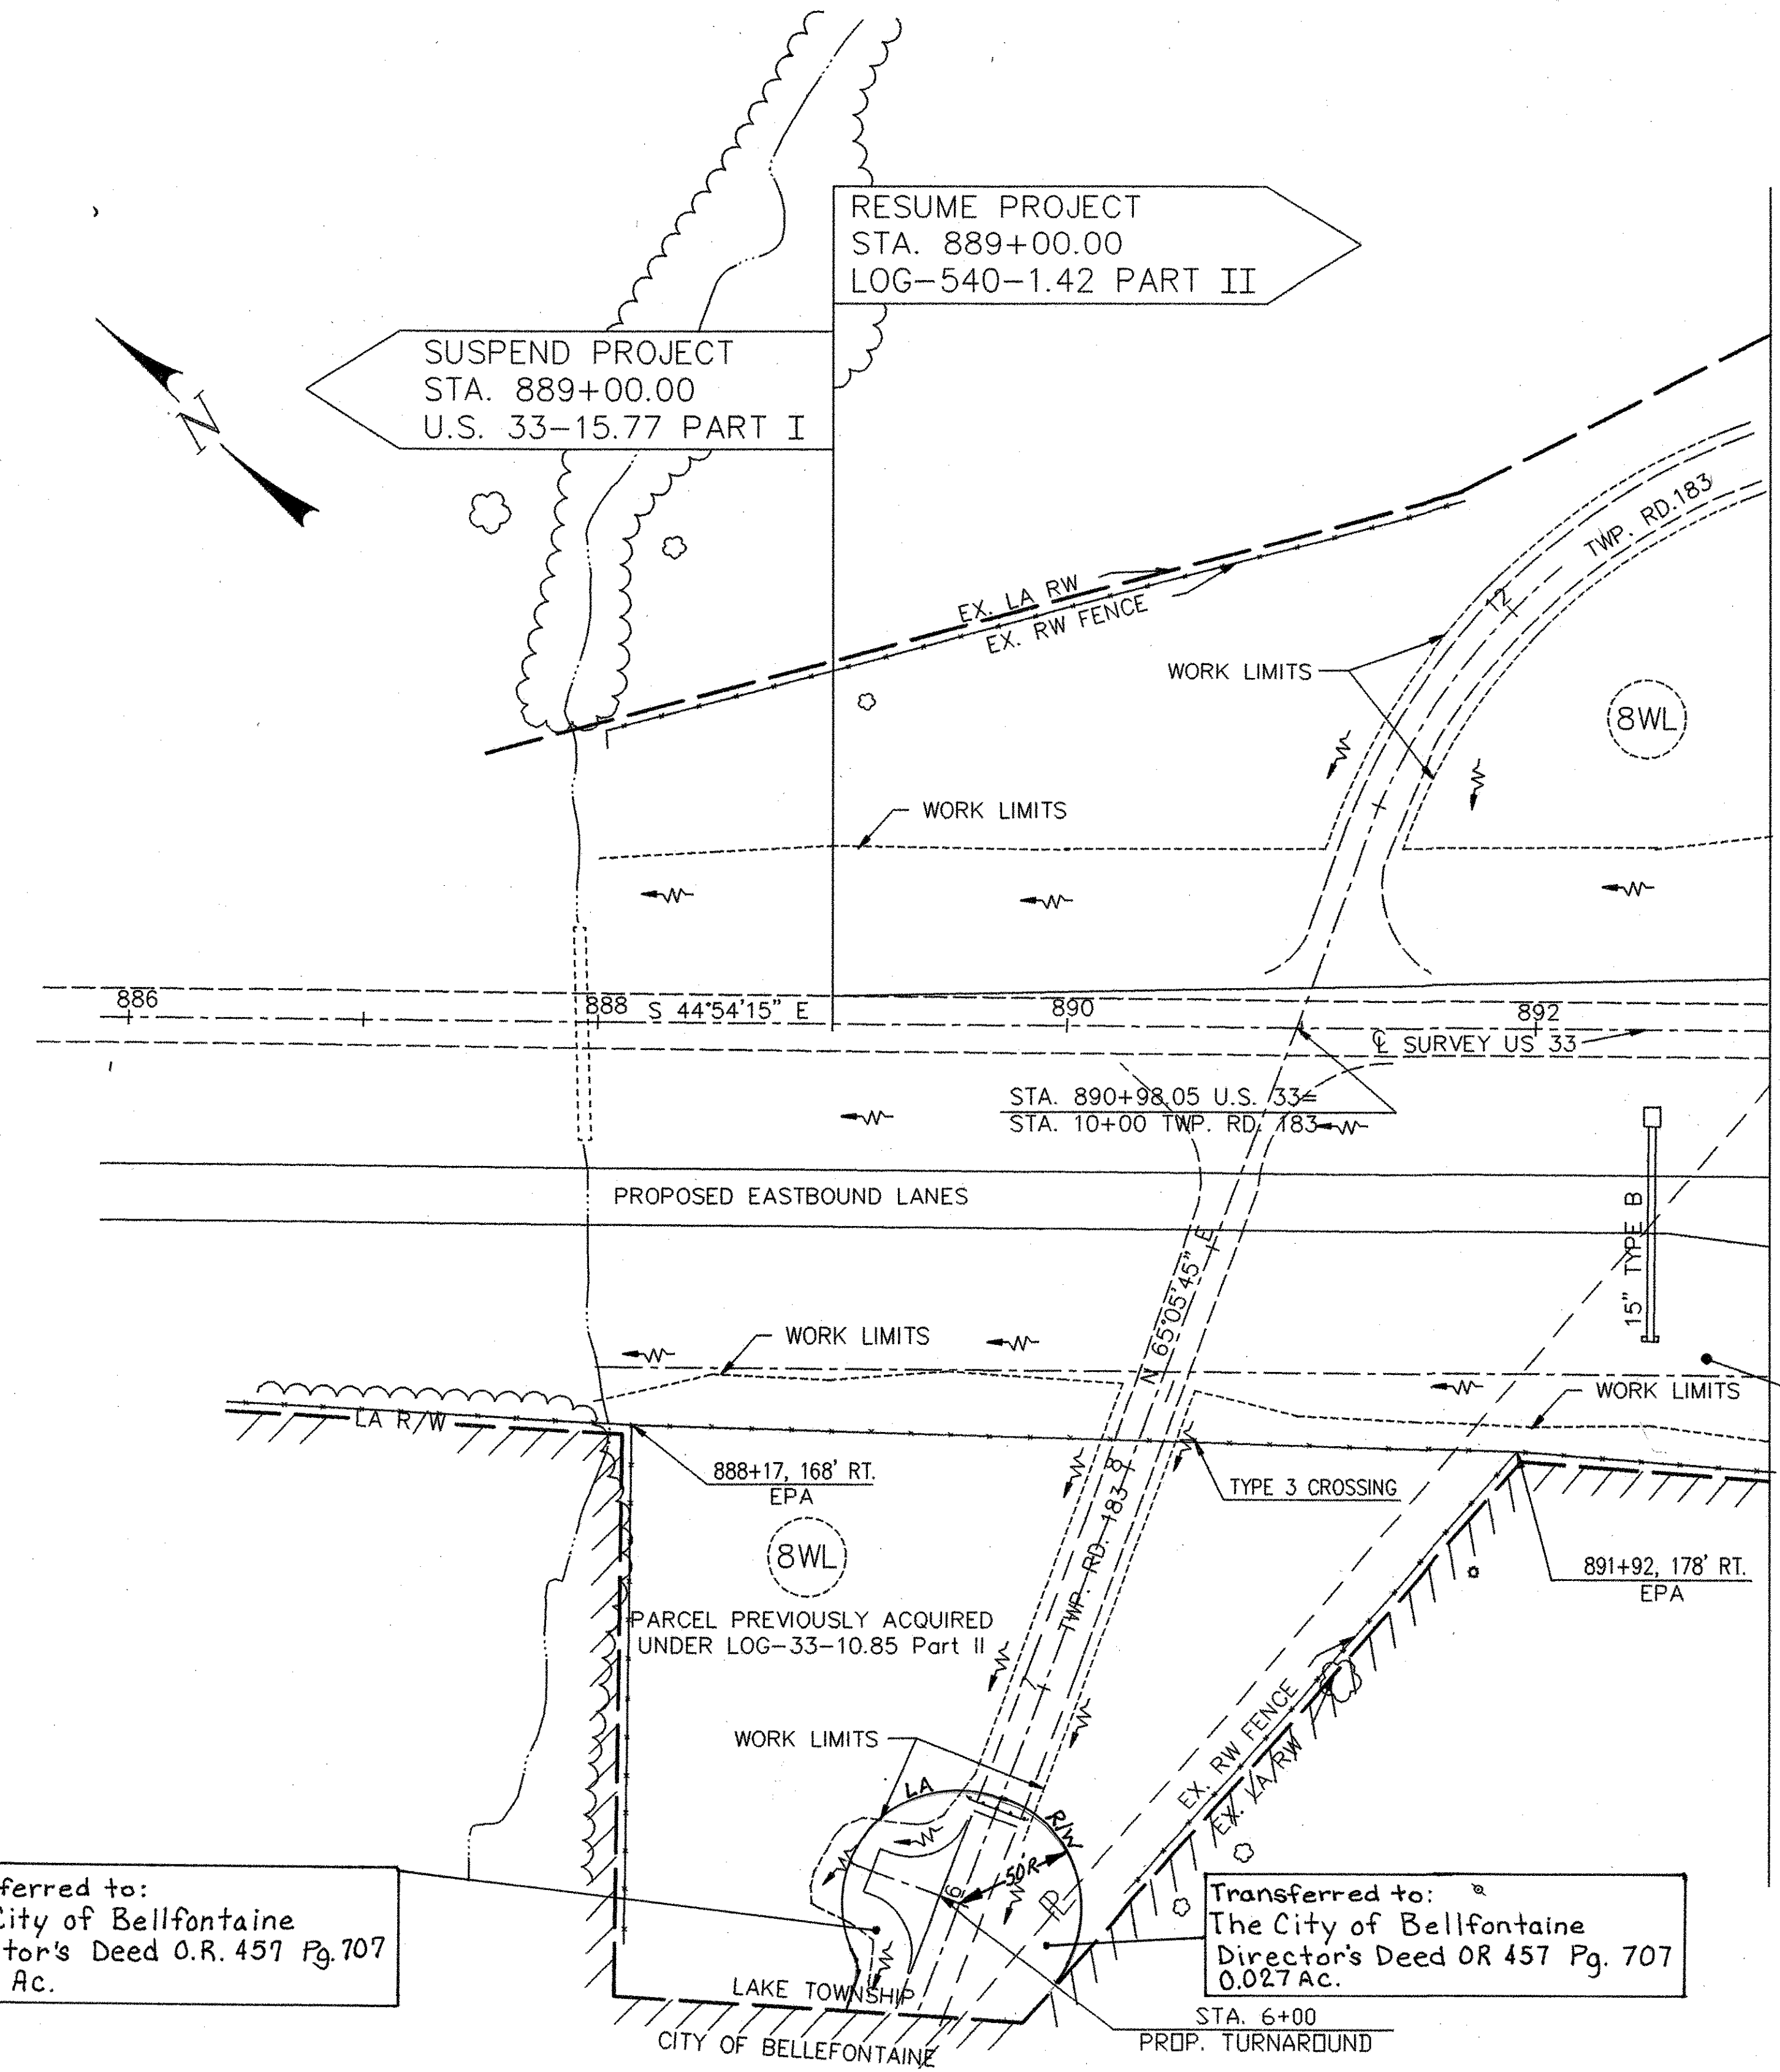 RESUME PROJECT
STA. 889+00.00
LOG-540-1.42 PART II
SUSPEND PROJECT
STA. 889+00.00
U.S. 33-15.77 PART I
N
TWP. RD.183
12
EX. LA RW
EX. RW FENCE
WORK LIMITS
8WL
WORK LIMITS
886
888
S 44°54'15" E
890
892
℄ SURVEY US 33
STA. 890+98.05 U.S. 33=
STA. 10+00 TWP. RD. 183
PROPOSED EASTBOUND LANES
15" TYPE B
N 65°05'45" E
WORK LIMITS
WORK LIMITS
LA R/W
888+17, 168' RT.
EPA
TYPE 3 CROSSING
8
TWP. RD. 183
891+92, 178' RT.
EPA
8WL
PARCEL PREVIOUSLY ACQUIRED
UNDER LOG-33-10.85 Part II
7
WORK LIMITS
EX. RW FENCE
EX. LA/RW
LA
R/W
50'R
6
PL
ferred to:
City of Bellfontaine
tor's Deed O.R. 457 Pg. 707
Ac.
Transferred to:
The City of Bellfontaine
Director's Deed OR 457 Pg. 707
0.027 Ac.
LAKE TOWNSHIP
CITY OF BELLEFONTAINE
STA. 6+00
PROP. TURNAROUND